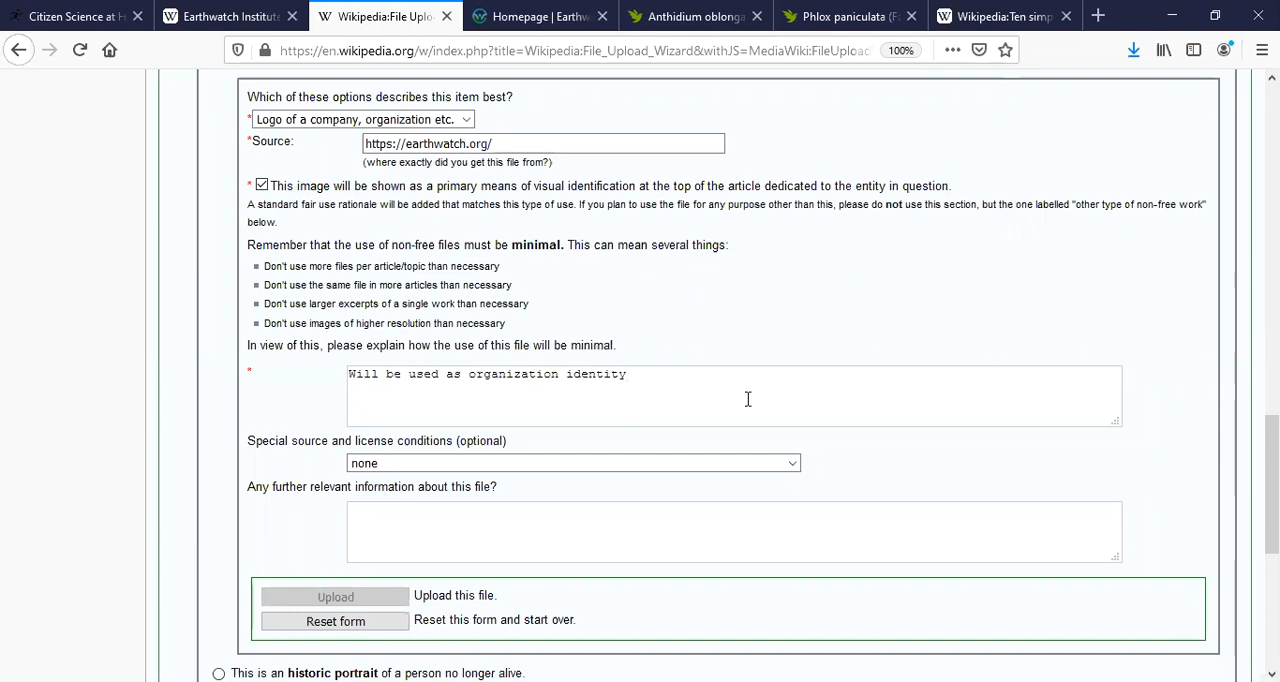 Citizen Science at H
Earthwatch Institute
Wikipedia:File Uplo
Homepage | Earthw
Anthidium oblonga
Phlox paniculata (F
Wikipedia:Ten simp
https://en.wikipedia.org/w/index.php?title=Wikipedia:File_Upload_Wizard&withJS=MediaWiki:FileUploac
100%
Which of these options describes this item best?
*Logo of a company, organization etc.
*Source: https://earthwatch.org/
(where exactly did you get this file from?)
* This image will be shown as a primary means of visual identification at the top of the article dedicated to the entity in question.
A standard fair use rationale will be added that matches this type of use. If you plan to use the file for any purpose other than this, please do not use this section, but the one labelled "other type of non-free work"
below.
Remember that the use of non-free files must be minimal. This can mean several things:
Don't use more files per article/topic than necessary
Don't use the same file in more articles than necessary
Don't use larger excerpts of a single work than necessary
Don't use images of higher resolution than necessary
In view of this, please explain how the use of this file will be minimal.
* Will be used as organization identity
Special source and license conditions (optional)
none
Any further relevant information about this file?
Upload Upload this file.
Reset form Reset this form and start over.
This is an historic portrait of a person no longer alive.